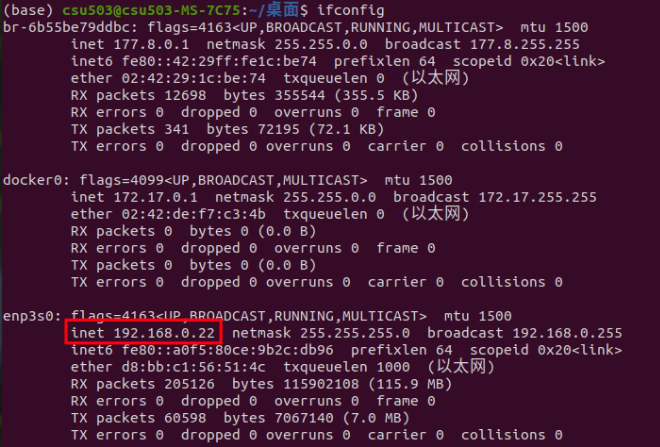 (base) csu503@csu503-MS-7C75:~/桌面$ ifconfig
br-6b55be79ddbc: flags=4163<UP,BROADCAST,RUNNING,MULTICAST>  mtu 1500
inet 177.8.0.1  netmask 255.255.0.0  broadcast 177.8.255.255
inet6 fe80::42:29ff:fe1c:be74  prefixlen 64  scopeid 0x20<link>
ether 02:42:29:1c:be:74  txqueuelen 0  (以太网)
RX packets 12698  bytes 355544 (355.5 KB)
RX errors 0  dropped 0  overruns 0  frame 0
TX packets 341  bytes 72195 (72.1 KB)
TX errors 0  dropped 0 overruns 0  carrier 0  collisions 0
docker0: flags=4099<UP,BROADCAST,MULTICAST>  mtu 1500
inet 172.17.0.1  netmask 255.255.0.0  broadcast 172.17.255.255
ether 02:42:de:f7:c3:4b  txqueuelen 0  (以太网)
RX packets 0  bytes 0 (0.0 B)
RX errors 0  dropped 0  overruns 0  frame 0
TX packets 0  bytes 0 (0.0 B)
TX errors 0  dropped 0 overruns 0  carrier 0  collisions 0
enp3s0: flags=4163<UP,BROADCAST,RUNNING,MULTICAST>  mtu 1500
inet 192.168.0.22  netmask 255.255.255.0  broadcast 192.168.0.255
inet6 fe80::a0f5:80ce:9b2c:db96  prefixlen 64  scopeid 0x20<link>
ether d8:bb:c1:56:51:4c  txqueuelen 1000  (以太网)
RX packets 205126  bytes 115902108 (115.9 MB)
RX errors 0  dropped 0  overruns 0  frame 0
TX packets 60598  bytes 7067140 (7.0 MB)
TX errors 0  dropped 0 overruns 0  carrier 0  collisions 0